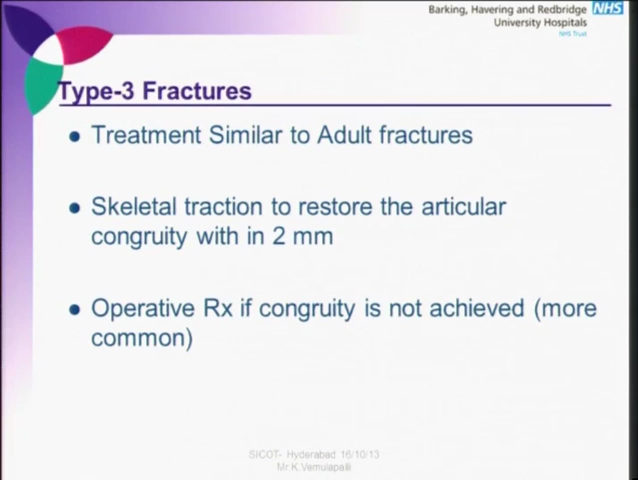 Barking, Havering and Redbridge NHS
University Hospitals
NHS Trust
Type-3 Fractures
Treatment Similar to Adult fractures
Skeletal traction to restore the articular
congruity with in 2 mm
Operative Rx if congruity is not achieved (more
common)
SICOT- Hyderabad 16/10/13
Mr.K.Vemulapalli